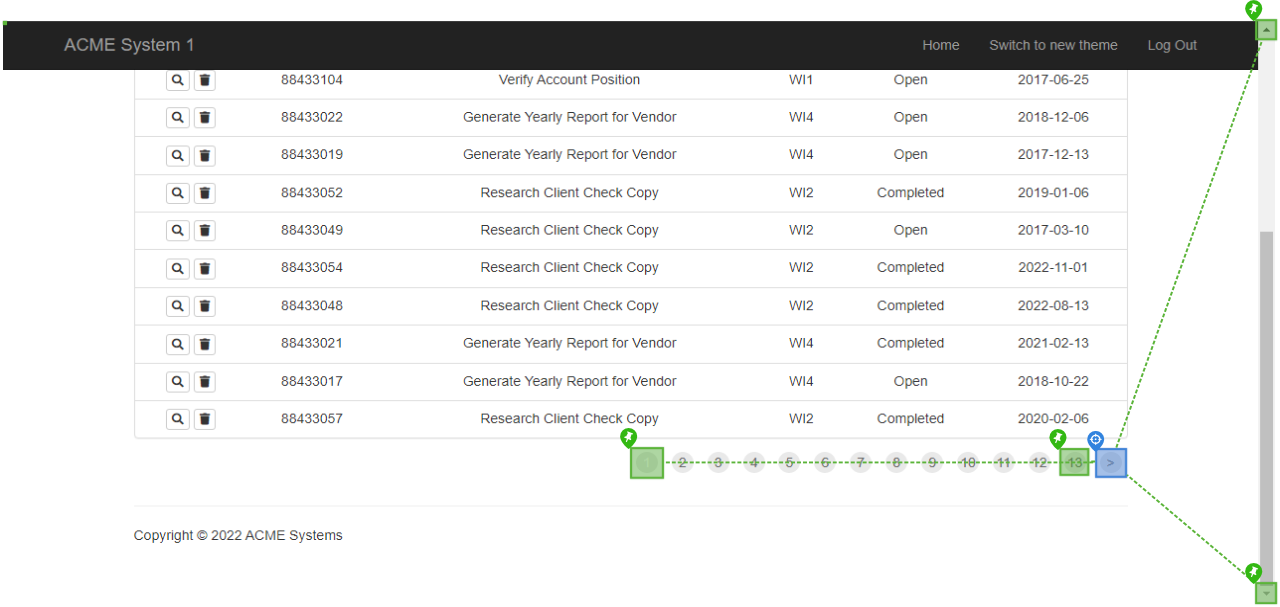 ACME System 1 Home Switch to new theme Log Out
88433104 Verify Account Position WI1 Open 2017-06-25
88433022 Generate Yearly Report for Vendor WI4 Open 2018-12-06
88433019 Generate Yearly Report for Vendor WI4 Open 2017-12-13
88433052 Research Client Check Copy WI2 Completed 2019-01-06
88433049 Research Client Check Copy WI2 Open 2017-03-10
88433054 Research Client Check Copy WI2 Completed 2022-11-01
88433048 Research Client Check Copy WI2 Completed 2022-08-13
88433021 Generate Yearly Report for Vendor WI4 Completed 2021-02-13
88433017 Generate Yearly Report for Vendor WI4 Open 2018-10-22
88433057 Research Client Check Copy WI2 Completed 2020-02-06
1 2 3 4 5 6 7 8 9 10 11 12 13 >
Copyright © 2022 ACME Systems